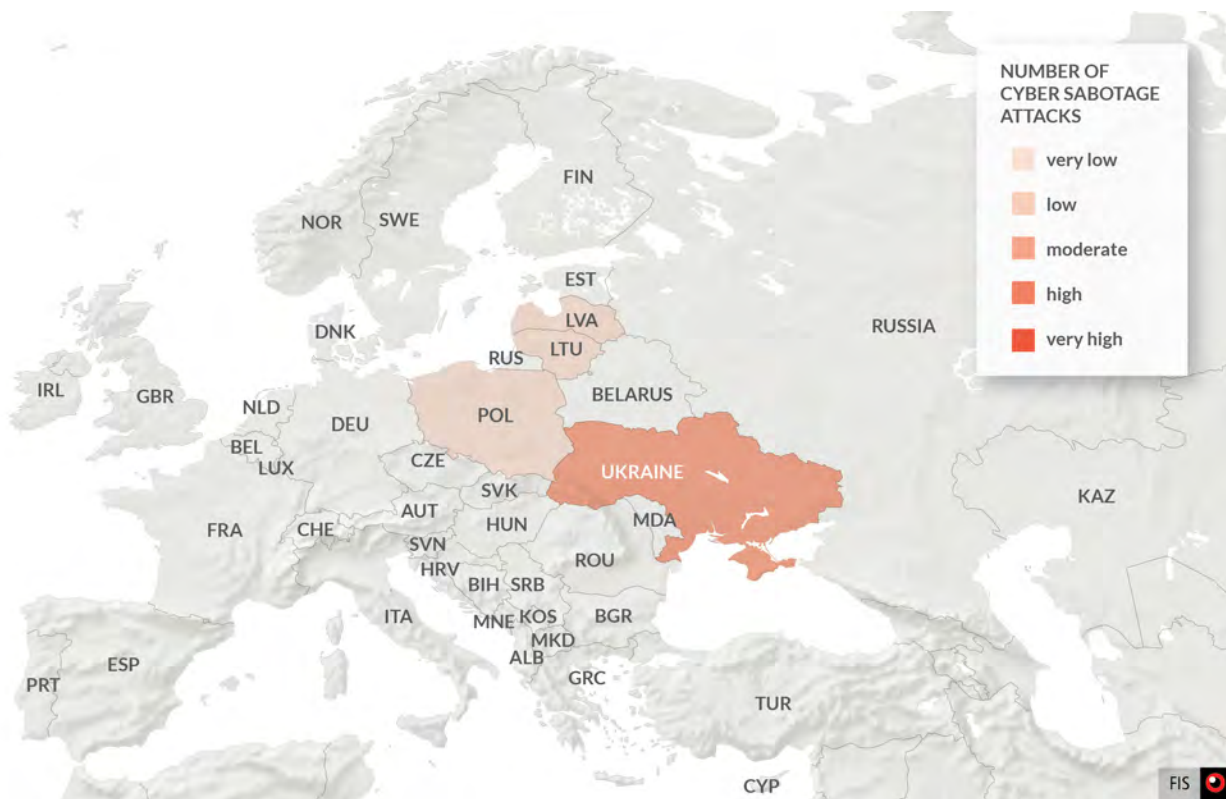 NUMBER OF
CYBER SABOTAGE
ATTACKS
very low
low
moderate
high
very high
FIN
NOR
SWE
EST
LVA
DNK
RUSSIA
LTU
RUS
IRL
GBR
BELARUS
NLD
POL
DEU
BEL
LUX
CZE
UKRAINE
SVK
KAZ
AUT
MDA
FRA
CHE
HUN
SVN
ROU
HRV
BIH
SRB
ITA
MNE
KOS
BGR
MKD
ALB
ESP
PRT
GRC
TUR
CYP
FIS